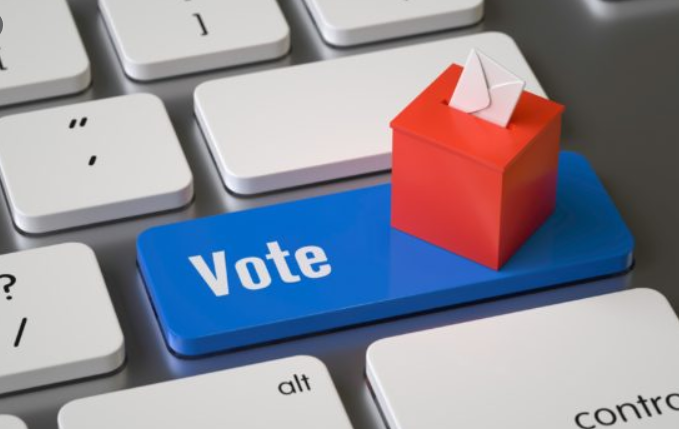 ]
"
'
Vote
?
/
alt
contro